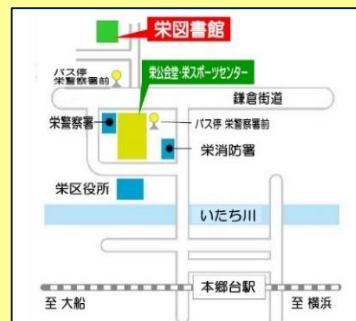 栄図書館
バス停
栄警察署前
栄公会堂・栄スポーツセンター
鎌倉街道
栄警察署
バス停 栄警察署前
栄消防署
栄区役所
いたち川
本郷台駅
至 大船
至 横浜